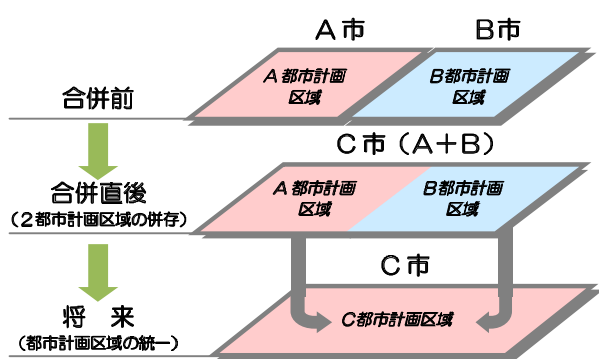 A市 B市
A都市計画
区域
B都市計画
区域
合併前
C市（A＋B）
合併直後
（2都市計画区域の併存）
A都市計画
区域
B都市計画
区域
C市
将　来
（都市計画区域の統一）
C都市計画区域